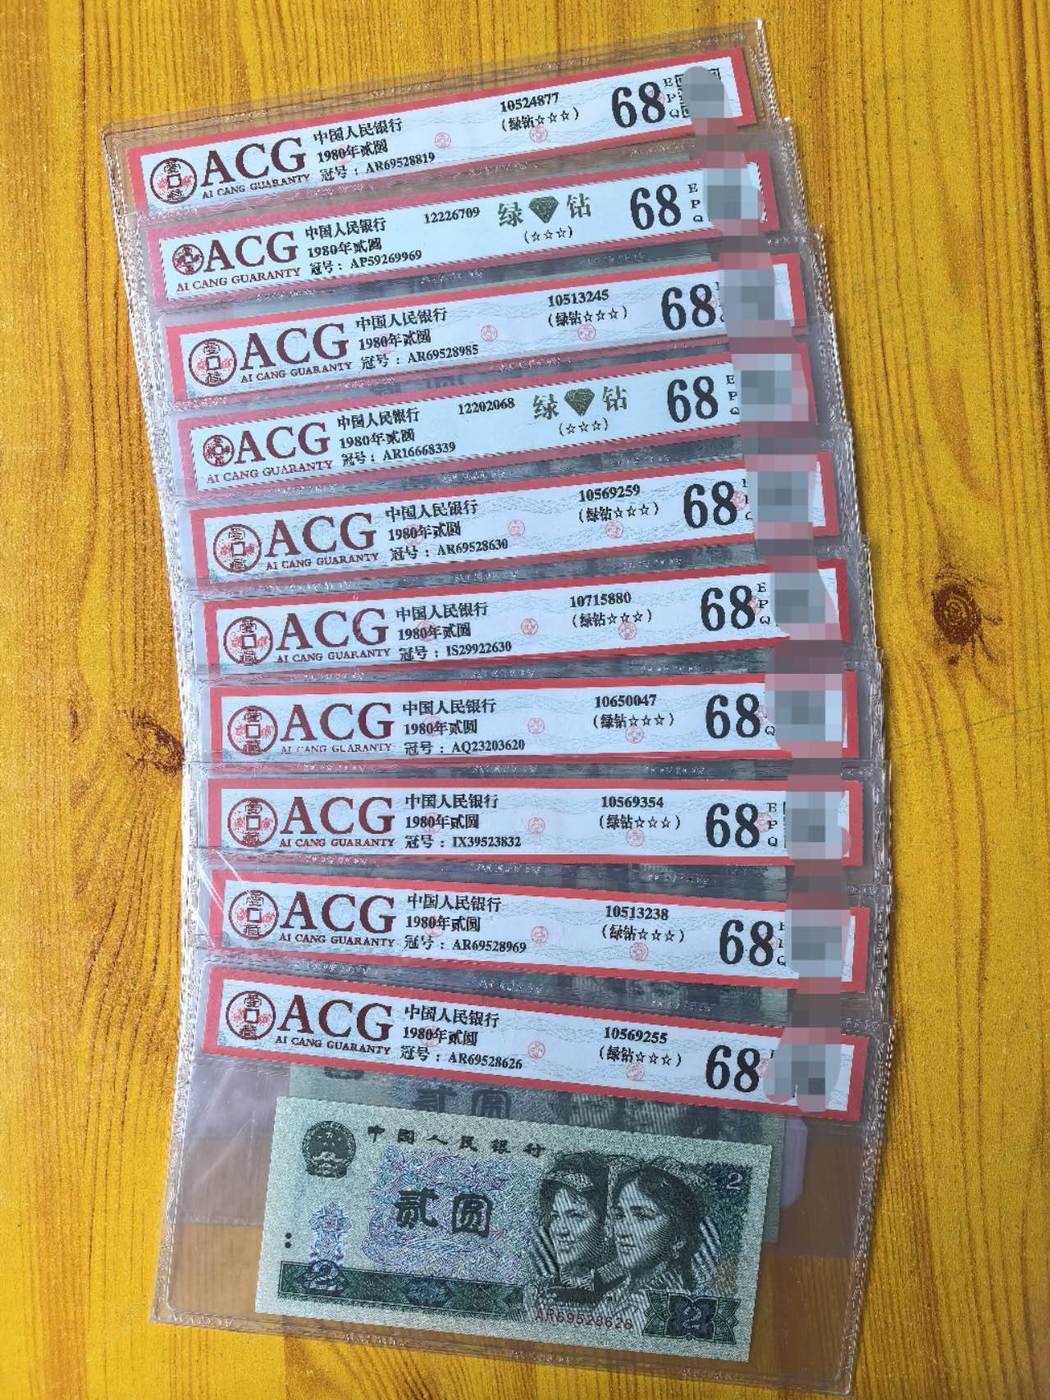 10524877
中国人民银行
1980年贰圆
(绿钻☆☆☆)
68
E
P
Q
ACG
AI CANG GUARANTY
冠号：AR69528819
12226709
绿 钻
中国人民银行
1980年贰圆
(☆☆☆)
68
E
P
Q
ACG
AI CANG GUARANTY
冠号：AP59269969
10513245
中国人民银行
1980年贰圆
(绿钻☆☆☆)
68
ACG
AI CANG GUARANTY
冠号：AR69528985
12202068
绿 钻
中国人民银行
1980年贰圆
(☆☆☆)
68
E
P
Q
ACG
AI CANG GUARANTY
冠号：AR16668339
10569259
中国人民银行
1980年贰圆
(绿钻☆☆☆)
68
ACG
AI CANG GUARANTY
冠号：AR69528630
10715880
中国人民银行
1980年贰圆
(绿钻☆☆☆)
68
E
P
Q
ACG
AI CANG GUARANTY
冠号：IS29922630
10650047
中国人民银行
1980年贰圆
(绿钻☆☆☆)
68
Q
ACG
AI CANG GUARANTY
冠号：AQ23203620
10569354
中国人民银行
1980年贰圆
(绿钻☆☆☆)
68
E
P
Q
ACG
AI CANG GUARANTY
冠号：IX39523832
10513238
中国人民银行
1980年贰圆
(绿钻☆☆☆)
68
ACG
AI CANG GUARANTY
冠号：AR69528969
10569255
中国人民银行
1980年贰圆
(绿钻☆☆☆)
68
ACG
AI CANG GUARANTY
冠号：AR69528626
贰圆
中国人民银行
2
贰圆
2
AR69528626
2